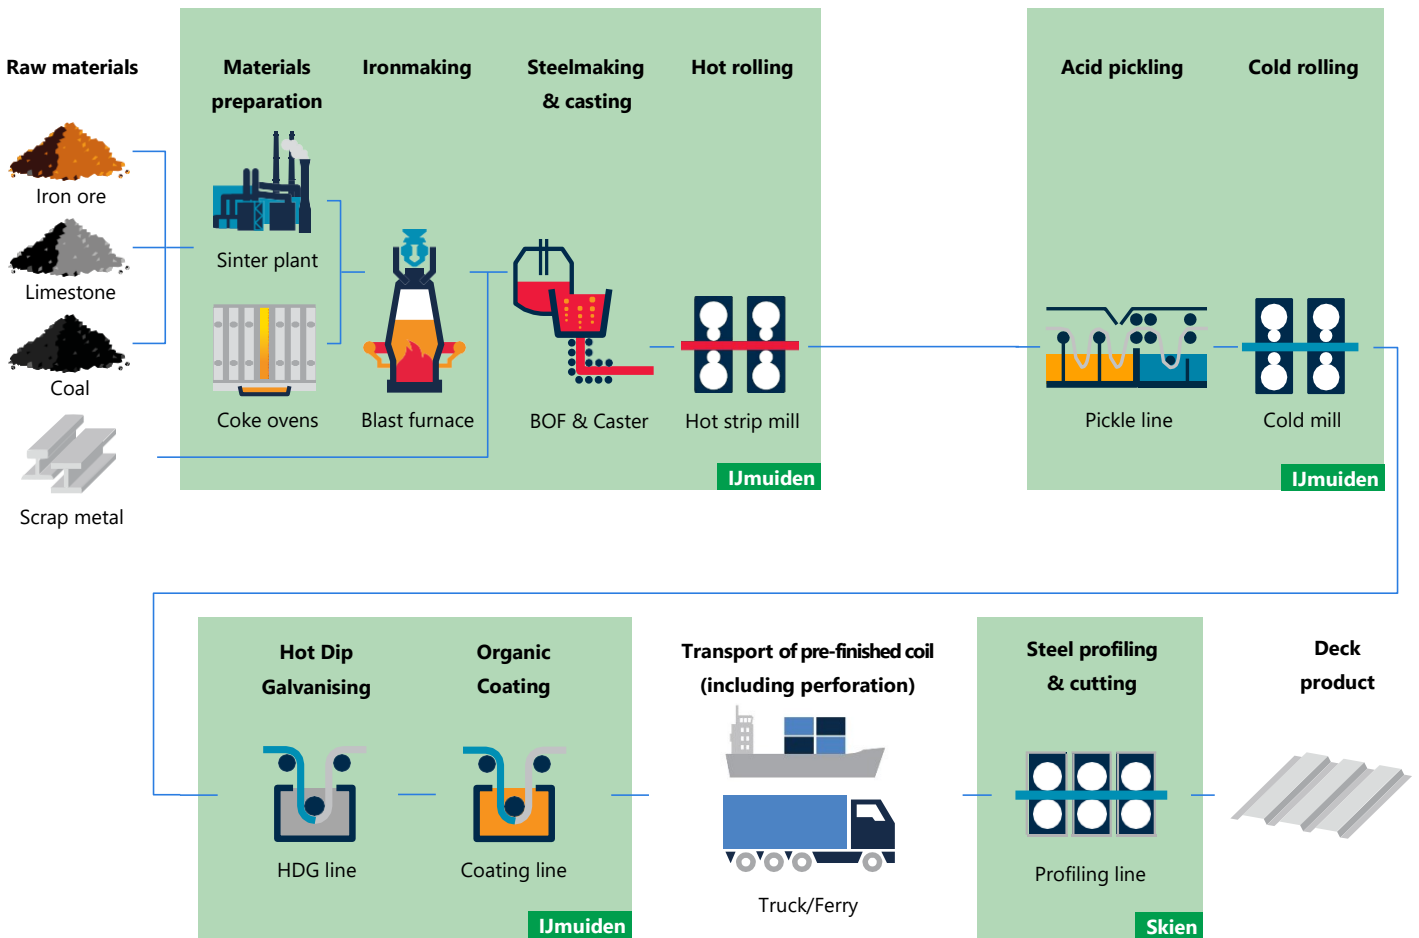 Raw materials
Iron ore
Limestone
Coal
Scrap metal
Materials
preparation
Sinter plant
Coke ovens
Ironmaking
Blast furnace
Steelmaking
& casting
BOF & Caster
Hot rolling
Hot strip mill
IJmuiden
Acid pickling
Pickle line
Cold rolling
Cold mill
IJmuiden
Hot Dip
Galvanising
HDG line
Organic
Coating
Coating line
IJmuiden
Transport of pre-finished coil
(including perforation)
Truck/Ferry
Steel profiling
& cutting
Profiling line
Skien
Deck
product